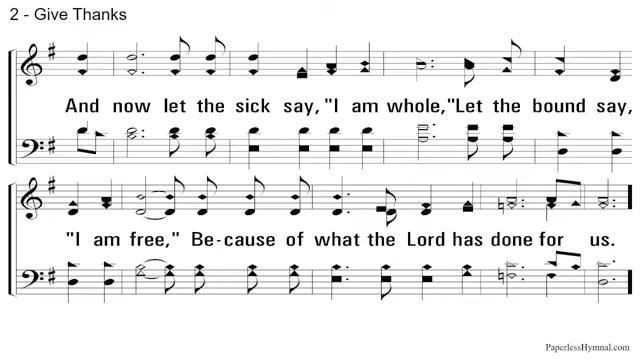 2 - Give Thanks
And now let the sick say, "I am whole,"Let the bound say,
"I am free," Be-cause of what the Lord has done for us.
PaperlessHymnal.com